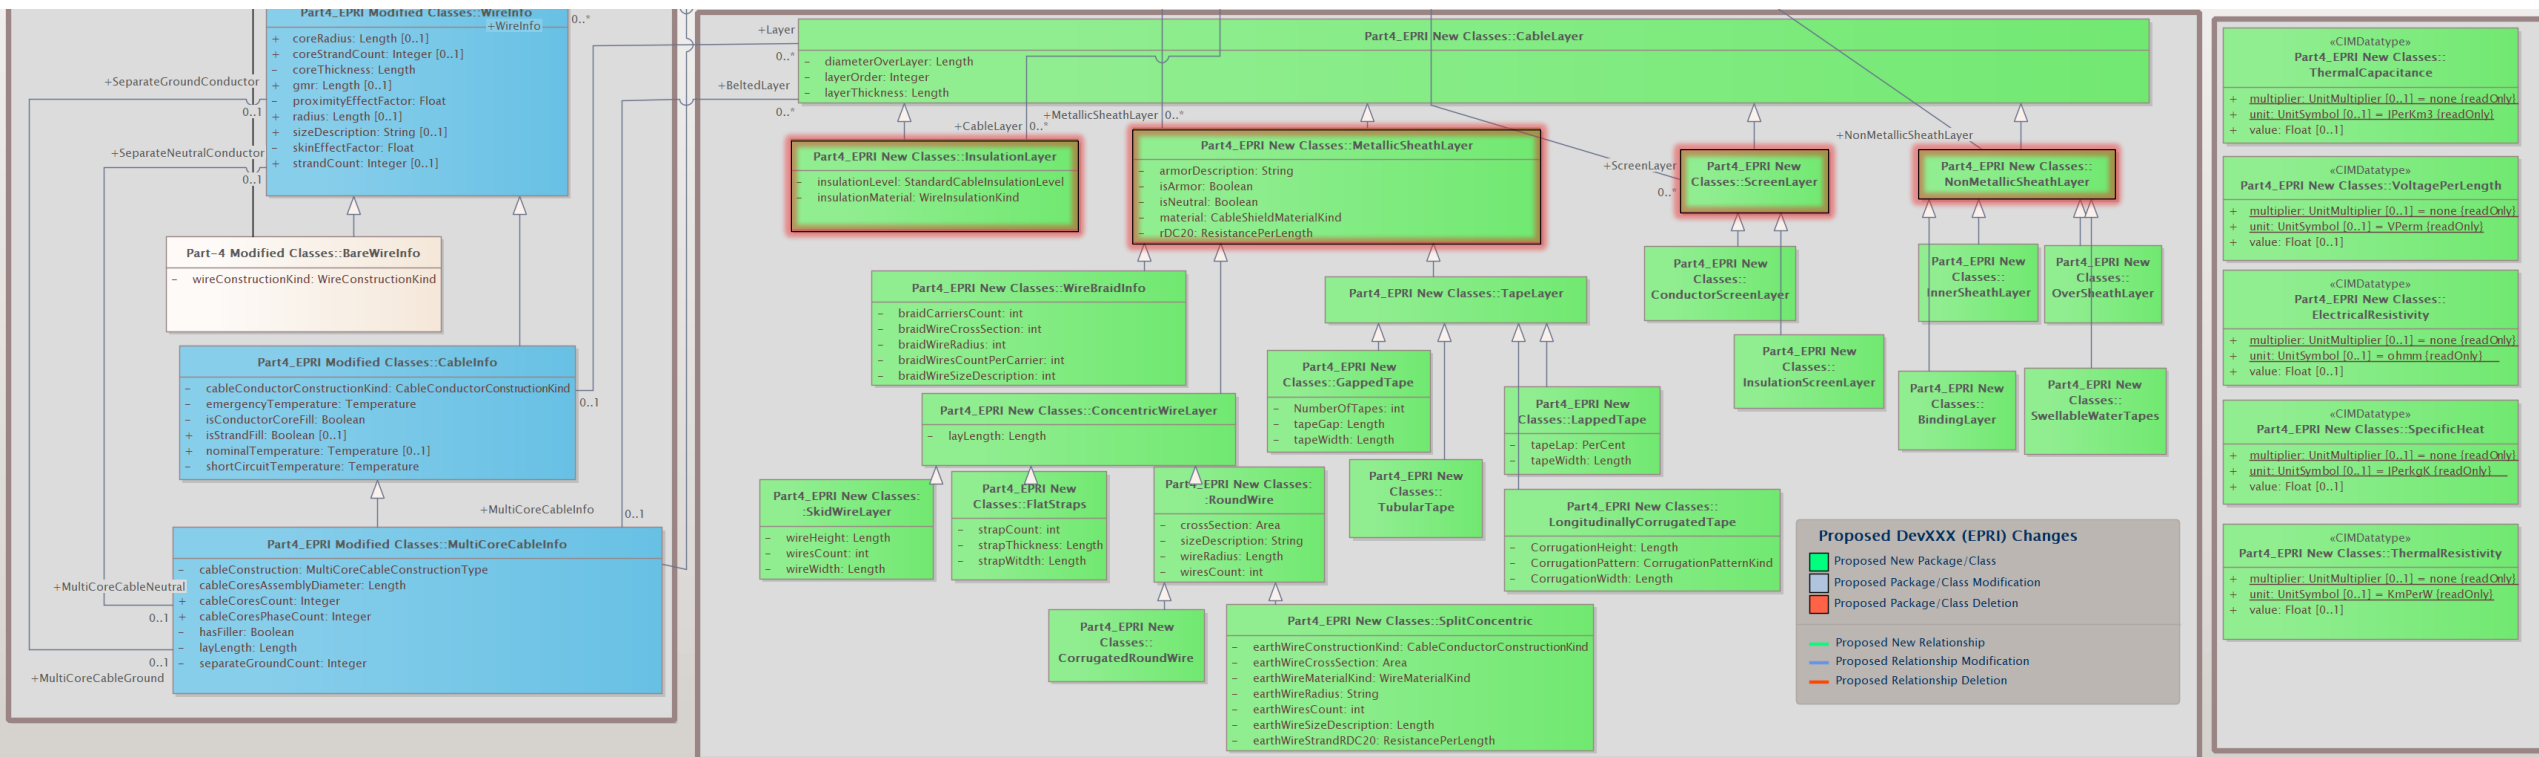 Part4_EPRI Modified Classes::WireInfo
+WireInfo
0..*
+ coreRadius: Length [0..1]
+ coreStrandCount: Integer [0..1]
- coreThickness: Length
+ gmr: Length [0..1]
- proximityEffectFactor: Float
+ radius: Length [0..1]
+ sizeDescription: String [0..1]
- skinEffectFactor: Float
+ strandCount: Integer [0..1]
+SeparateGroundConductor
0..1
+SeparateNeutralConductor
0..1
Part-4 Modified Classes::BareWireInfo
- wireConstructionKind: WireConstructionKind
Part4_EPRI Modified Classes::CableInfo
- cableConductorConstructionKind: CableConductorConstructionKind
- emergencyTemperature: Temperature
- isConductorCoreFill: Boolean
+ isStrandFill: Boolean [0..1]
+ nominalTemperature: Temperature [0..1]
- shortCircuitTemperature: Temperature
0..1
+MultiCoreCableInfo
0..1
Part4_EPRI Modified Classes::MultiCoreCableInfo
- cableConstruction: MultiCoreCableConstructionType
- cableCoresAssemblyDiameter: Length
+ cableCoresCount: Integer
+ cableCoresPhaseCount: Integer
- hasFiller: Boolean
- layLength: Length
- separateGroundCount: Integer
+MultiCoreCableNeutral
0..1
0..1
+MultiCoreCableGround
+Layer
0..*
+BeltedLayer
0..*
Part4_EPRI New Classes::CableLayer
- diameterOverLayer: Length
- layerOrder: Integer
- layerThickness: Length
+CableLayer 0..*
+MetallicSheathLayer 0..*
+ScreenLayer
0..*
+NonMetallicSheathLayer
Part4_EPRI New Classes::InsulationLayer
- insulationLevel: StandardCableInsulationLevel
- insulationMaterial: WireInsulationKind
Part4_EPRI New Classes::MetallicSheathLayer
- armorDescription: String
- isArmor: Boolean
- isNeutral: Boolean
- material: CableShieldMaterialKind
- rDC20: ResistancePerLength
Part4_EPRI New
Classes::ScreenLayer
Part4_EPRI New Classes::
NonMetallicSheathLayer
Part4_EPRI New Classes::WireBraidInfo
- braidCarriersCount: int
- braidWireCrossSection: int
- braidWireRadius: int
- braidWiresCountPerCarrier: int
- braidWireSizeDescription: int
Part4_EPRI New Classes::TapeLayer
Part4_EPRI New
Classes::
ConductorScreenLayer
Part4_EPRI New
Classes::
InsulationScreenLayer
Part4_EPRI New
Classes::
InnerSheathLayer
Part4_EPRI New
Classes::
OverSheathLayer
Part4_EPRI New
Classes::
BindingLayer
Part4_EPRI New
Classes::
SwellableWaterTapes
Part4_EPRI New Classes::ConcentricWireLayer
- layLength: Length
Part4_EPRI New
Classes::GappedTape
- NumberOfTapes: int
- tapeGap: Length
- tapeWidth: Length
Part4_EPRI New
Classes::LappedTape
- tapeLap: PerCent
- tapeWidth: Length
Part4_EPRI New
Classes::
TubularTape
Part4_EPRI New Classes::
LongitudinallyCorrugatedTape
- CorrugationHeight: Length
- CorrugationPattern: CorrugationPatternKind
- CorrugationWidth: Length
Part4_EPRI New Classes:
:SkidWireLayer
- wireHeight: Length
- wiresCount: int
- wireWidth: Length
Part4_EPRI New
Classes::FlatStraps
- strapCount: int
- strapThickness: Length
- strapWitdth: Length
Part4_EPRI New Classes:
:RoundWire
- crossSection: Area
- sizeDescription: String
- wireRadius: Length
- wiresCount: int
Part4_EPRI New
Classes::
CorrugatedRoundWire
Part4_EPRI New Classes::SplitConcentric
- earthWireConstructionKind: CableConductorConstructionKind
- earthWireCrossSection: Area
- earthWireMaterialKind: WireMaterialKind
- earthWireRadius: String
- earthWiresCount: int
- earthWireSizeDescription: Length
- earthWireStrandRDC20: ResistancePerLength
Proposed DevXXX (EPRI) Changes
Proposed New Package/Class
Proposed Package/Class Modification
Proposed Package/Class Deletion
Proposed New Relationship
Proposed Relationship Modification
Proposed Relationship Deletion
«CIMDatatype»
Part4_EPRI New Classes::
ThermalCapacitance
+ multiplier: UnitMultiplier [0..1] = none {readOnly}
+ unit: UnitSymbol [0..1] = JPerKm3 {readOnly}
+ value: Float [0..1]
«CIMDatatype»
Part4_EPRI New Classes::VoltagePerLength
+ multiplier: UnitMultiplier [0..1] = none {readOnly}
+ unit: UnitSymbol [0..1] = VPerm {readOnly}
+ value: Float [0..1]
«CIMDatatype»
Part4_EPRI New Classes::
ElectricalResistivity
+ multiplier: UnitMultiplier [0..1] = none {readOnly}
+ unit: UnitSymbol [0..1] = ohmm {readOnly}
+ value: Float [0..1]
«CIMDatatype»
Part4_EPRI New Classes::SpecificHeat
+ multiplier: UnitMultiplier [0..1] = none {readOnly}
+ unit: UnitSymbol [0..1] = JPerkgK {readOnly}
+ value: Float [0..1]
«CIMDatatype»
Part4_EPRI New Classes::ThermalResistivity
+ multiplier: UnitMultiplier [0..1] = none {readOnly}
+ unit: UnitSymbol [0..1] = KmPerW {readOnly}
+ value: Float [0..1]